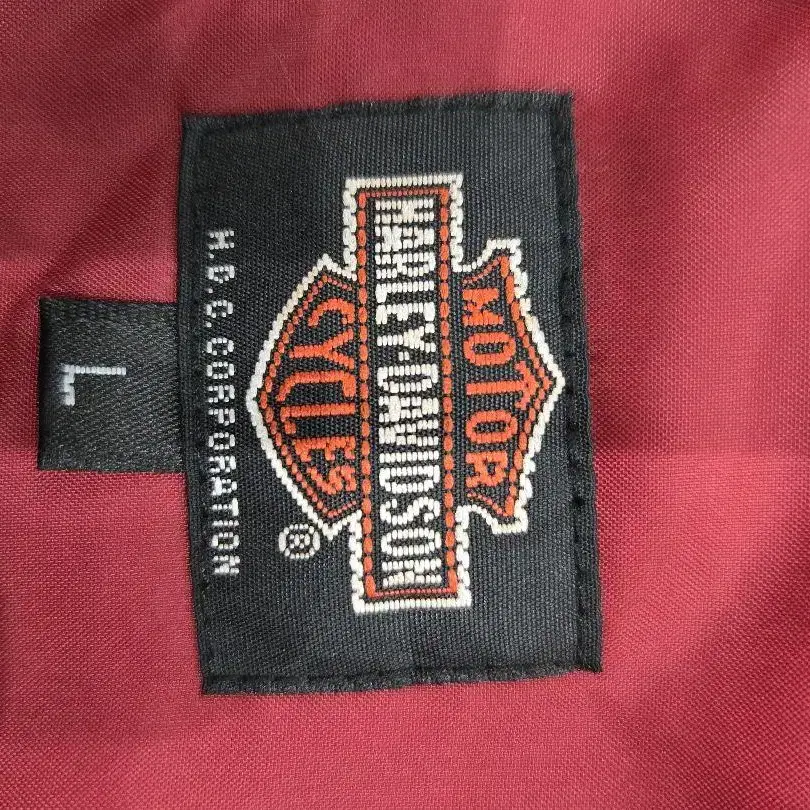 MOTOR
HARLEY-DAVIDSON
CYCLES
®
H.D.C.CORPORATION
L